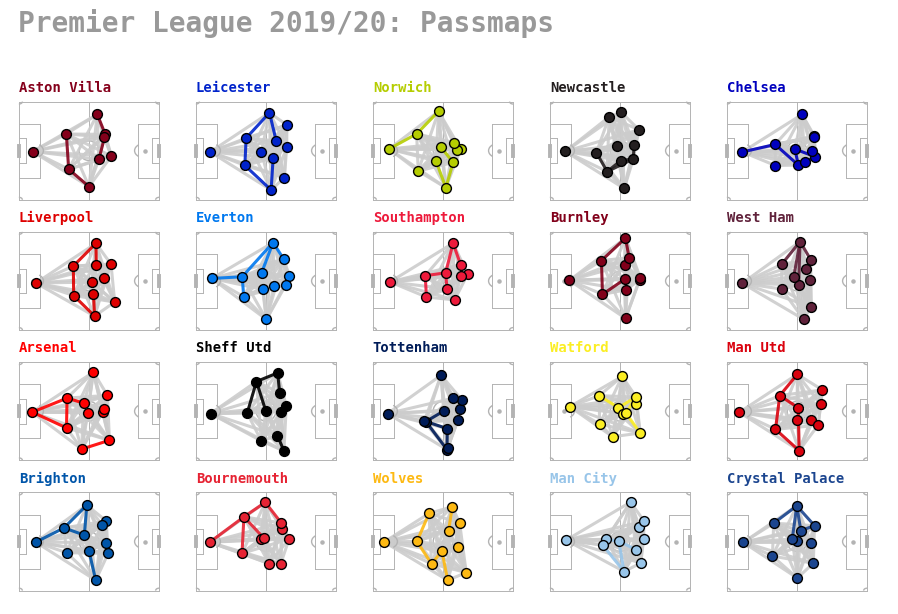 Premier League 2019/20: Passmaps
Aston Villa
Leicester
Norwich
Newcastle
Chelsea
Liverpool
Everton
Southampton
Burnley
West Ham
Arsenal
Sheff Utd
Tottenham
Watford
Man Utd
Brighton
Bournemouth
Wolves
Man City
Crystal Palace